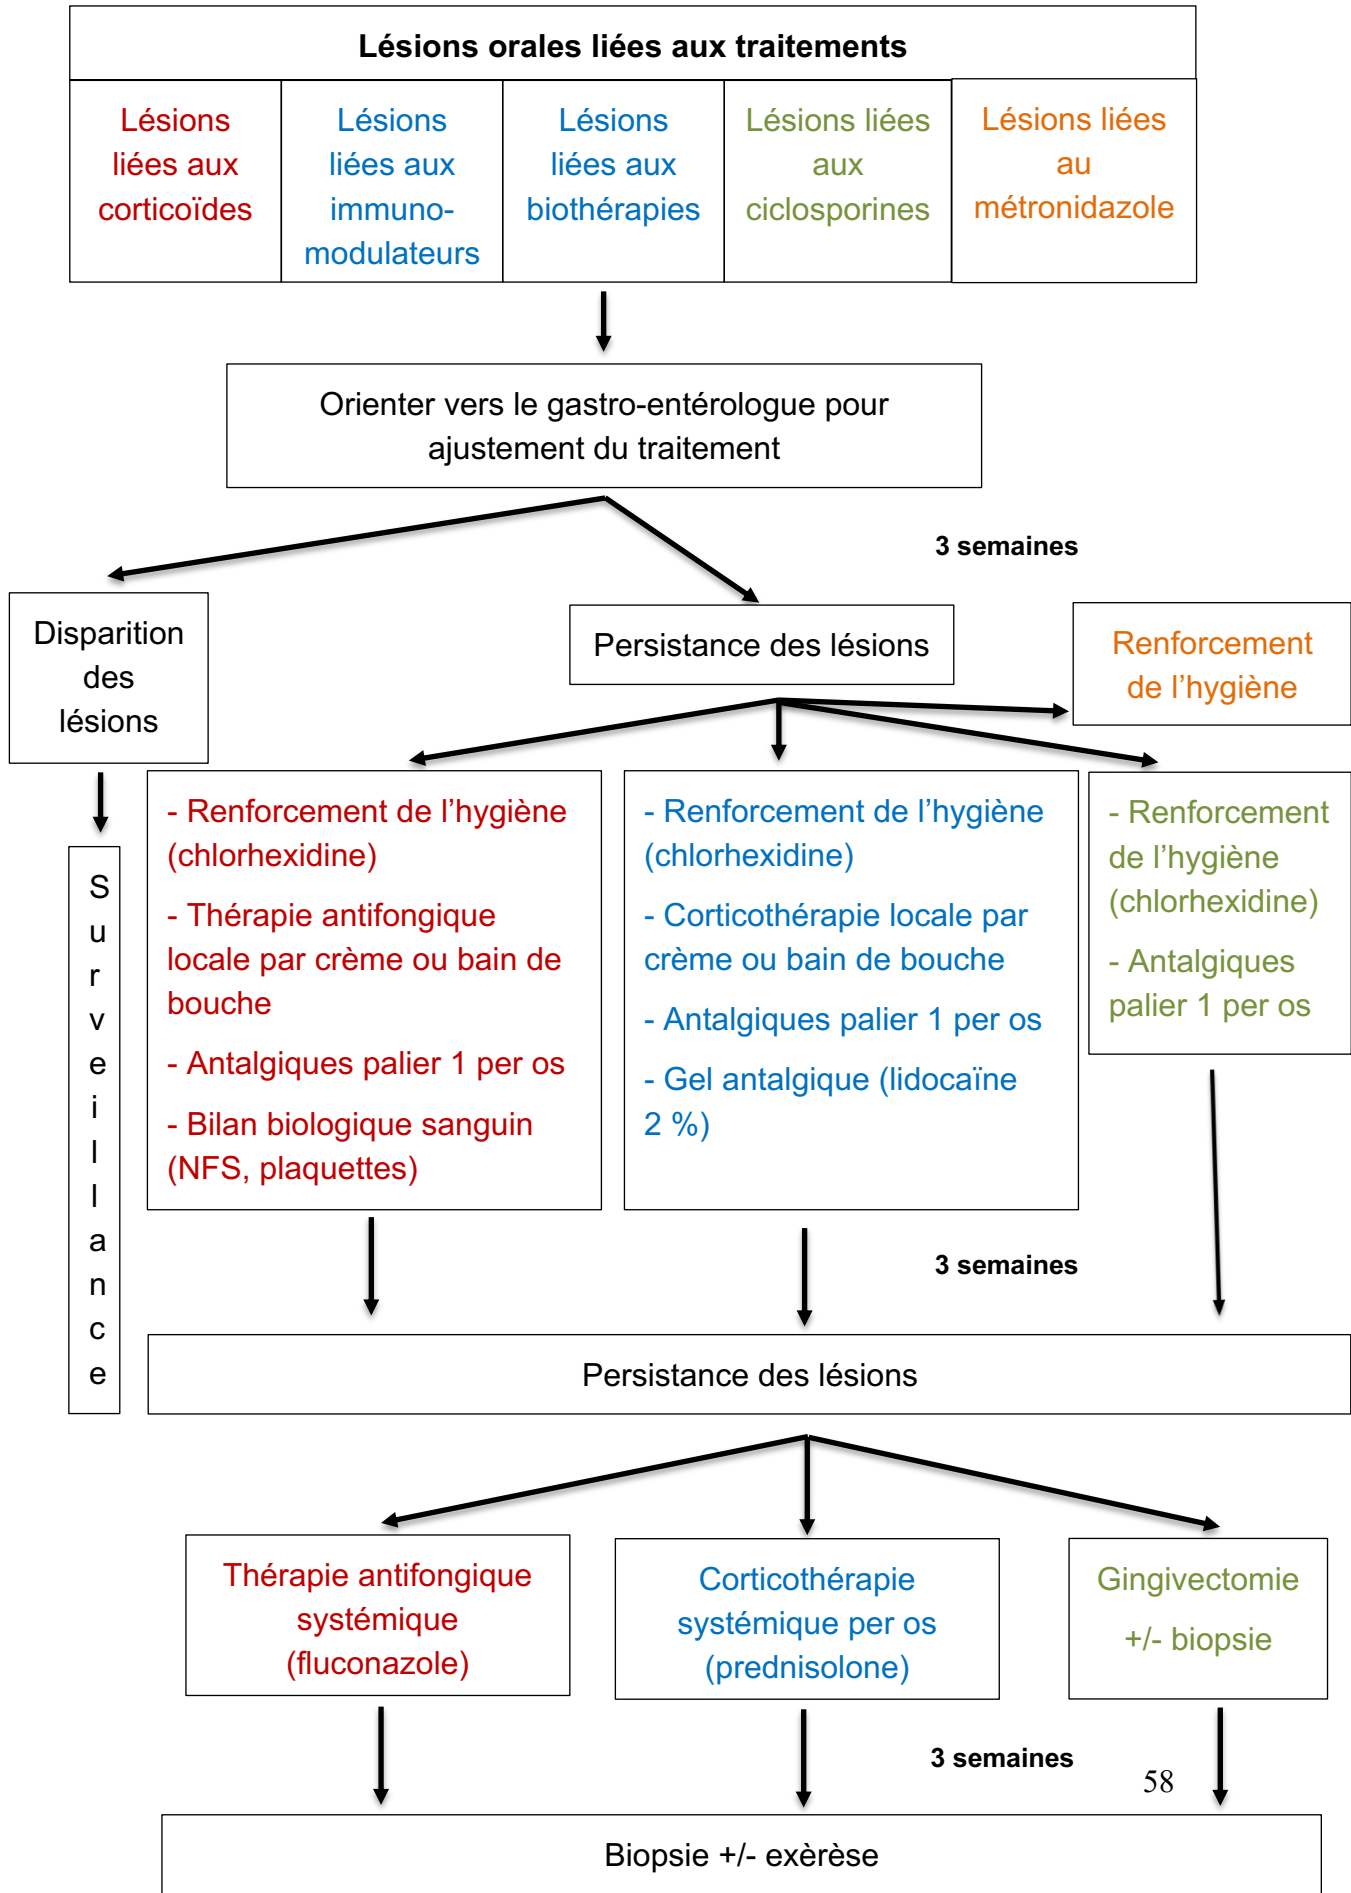 Lésions orales liées aux traitements
Lésions
liées aux
corticoïdes
Lésions
liées aux
immuno-
modulateurs
Lésions
liées aux
biothérapies
Lésions liées
aux
ciclosporines
Lésions liées
au
métronidazole
Orienter vers le gastro-entérologue pour
ajustement du traitement
3 semaines
Disparition
des
lésions
Persistance des lésions
Renforcement
de l’hygiène
Surveillance
- Renforcement de l’hygiène
(chlorhexidine)
- Thérapie antifongique
locale par crème ou bain de
bouche
- Antalgiques palier 1 per os
- Bilan biologique sanguin
(NFS, plaquettes)
- Renforcement de l’hygiène
(chlorhexidine)
- Corticothérapie locale par
crème ou bain de bouche
- Antalgiques palier 1 per os
- Gel antalgique (lidocaïne
2 %)
- Renforcement
de l’hygiène
(chlorhexidine)
- Antalgiques
palier 1 per os
3 semaines
Persistance des lésions
Thérapie antifongique
systémique
(fluconazole)
Corticothérapie
systémique per os
(prednisolone)
Gingivectomie
+/- biopsie
3 semaines
58
Biopsie +/- exèrèse